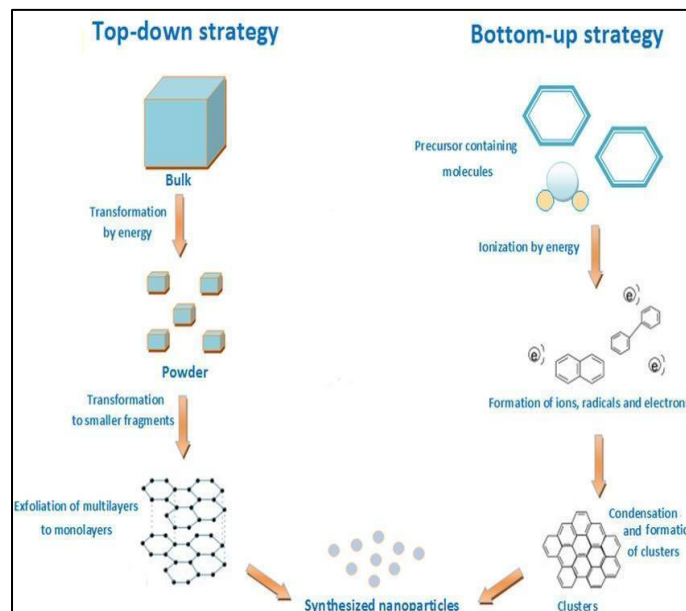 Top-down strategy
Bulk
Transformation
by energy
Powder
Transformation
to smaller fragments
Exfoliation of multilayers
to monolayers
Bottom-up strategy
Precursor containing
molecules
Ionization by energy
e
e
e
Formation of ions, radicals and electron
Condensation
and formatio
of clusters
Clusters
Synthesized nanoparticles